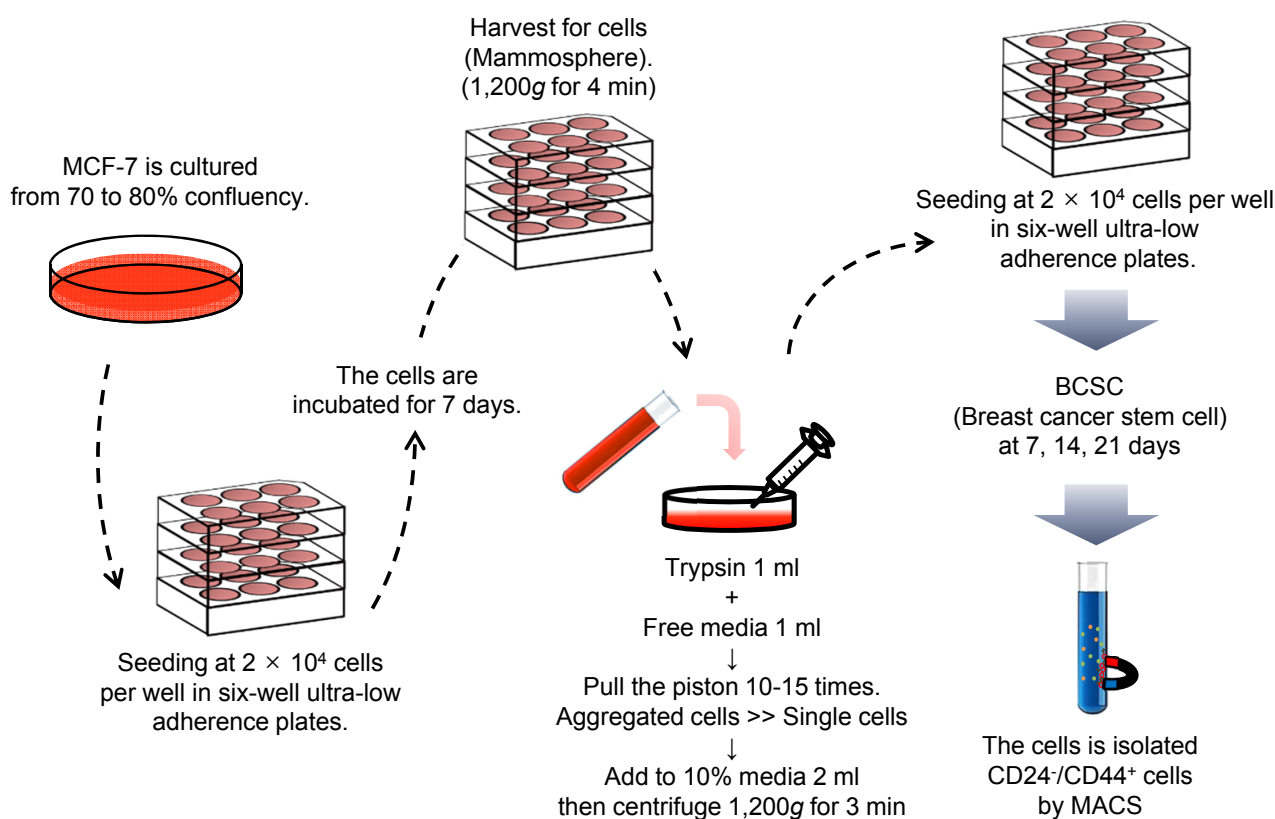 MCF-7 is cultured
from 70 to 80% confluency.
Seeding at 2 × 10⁴ cells
per well in six-well ultra-low
adherence plates.
The cells are
incubated for 7 days.
Harvest for cells
(Mammosphere).
(1,200g for 4 min)
Trypsin 1 ml
+
Free media 1 ml
↓
Pull the piston 10-15 times.
Aggregated cells >> Single cells
↓
Add to 10% media 2 ml
then centrifuge 1,200g for 3 min
Seeding at 2 × 10⁴ cells per well
in six-well ultra-low
adherence plates.
BCSC
(Breast cancer stem cell)
at 7, 14, 21 days
The cells is isolated
CD24⁻/CD44⁺ cells
by MACS